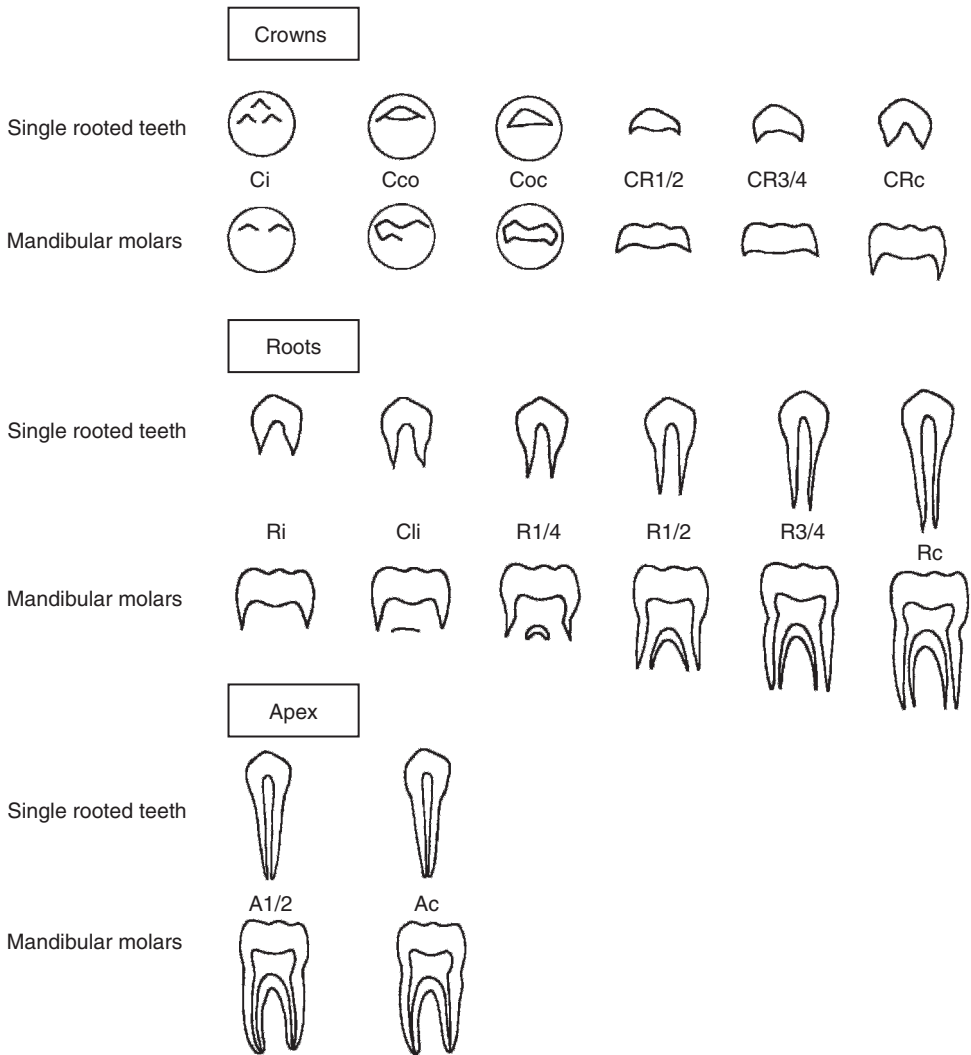 Crowns
Single rooted teeth
Ci Cco Coc CR1/2 CR3/4 CRc
Mandibular molars
Roots
Single rooted teeth
Ri Cli R1/4 R1/2 R3/4 Rc
Mandibular molars
Apex
Single rooted teeth
A1/2 Ac
Mandibular molars